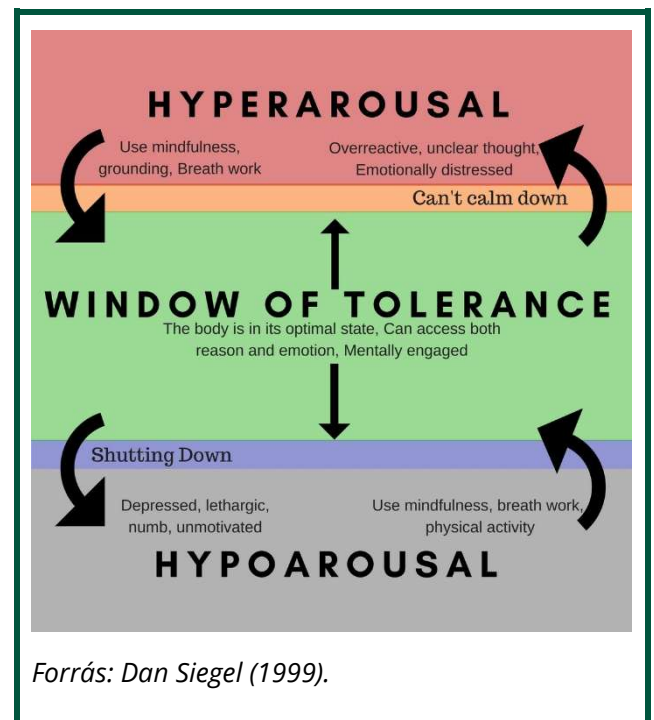 HYPERAROUSAL
Use mindfulness,
grounding, Breath work
Overreactive, unclear thought,
Emotionally distressed
Can't calm down
WINDOW OF TOLERANCE
The body is in its optimal state, Can access both
reason and emotion, Mentally engaged
Shutting Down
Depressed, lethargic,
numb, unmotivated
Use mindfulness, breath work,
physical activity
HYPOAROUSAL
Forrás: Dan Siegel (1999).